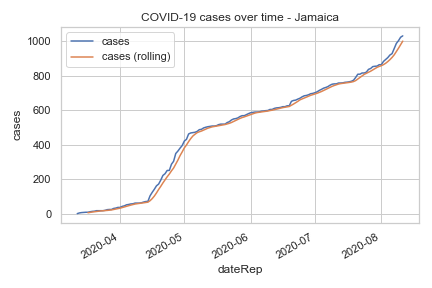 COVID-19 cases over time - Jamaica
cases
cases (rolling)
1000
800
600
400
200
0
cases
2020-04
2020-05
2020-06
2020-07
2020-08
dateRep